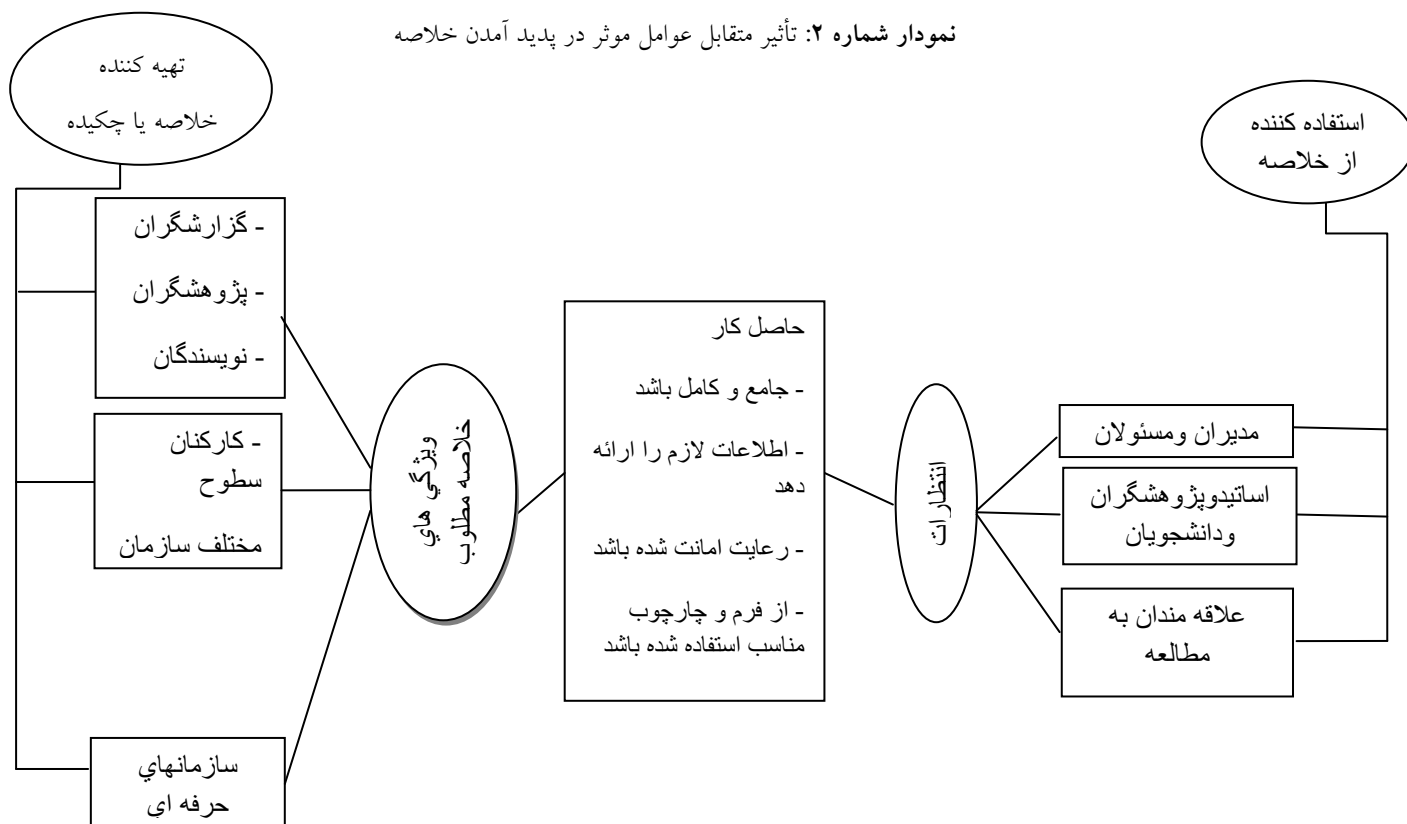 نمودار شماره ۲: تأثیر متقابل عوامل موثر در پدید آمدن خلاصه
استفاده کننده
از خلاصه
مدیران ومسئولان
اساتیدوپژوهشگران
ودانشجویان
علاقه مندان به
مطالعه
انتظارات
حاصل کار
- جامع و کامل باشد
- اطلاعات لازم را ارائه
دهد
- رعایت امانت شده باشد
- از فرم و چارچوب
مناسب استفاده شده باشد
ویژگي هاي
خلاصه مطلوب
تهیه کننده
خلاصه یا چکیده
- گزارشگران
- پژوهشگران
- نویسندگان
- کارکنان
سطوح
مختلف سازمان
سازمانهاي
حرفه اي